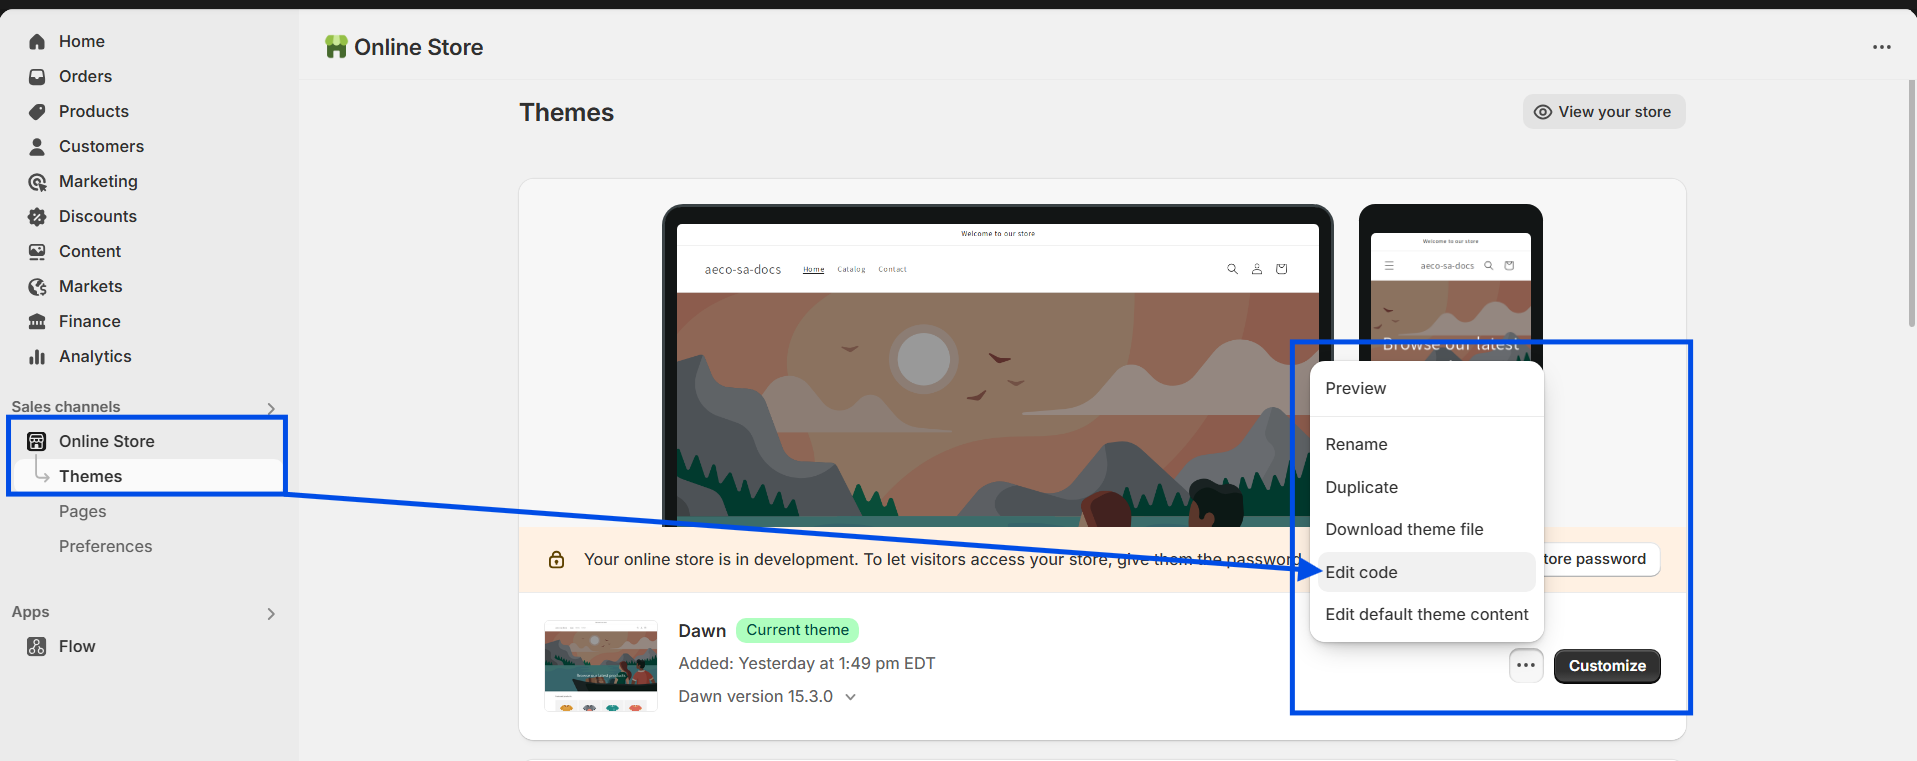 Home
Orders
Products
Customers
Marketing
Discounts
Content
Markets
Finance
Analytics
Sales channels
Online Store
Themes
Pages
Preferences
Apps
Flow
Online Store
Themes
View your store
Welcome to our store
aeco-sa-docs Home Catalog Contact
Welcome to our store
aeco-sa-docs
Browse our latest
Preview
Rename
Duplicate
Download theme file
Edit code
Edit default theme content
Your online store is in development. To let visitors access your store, give them the password
tore password
Dawn Current theme
Added: Yesterday at 1:49 pm EDT
Dawn version 15.3.0
Customize